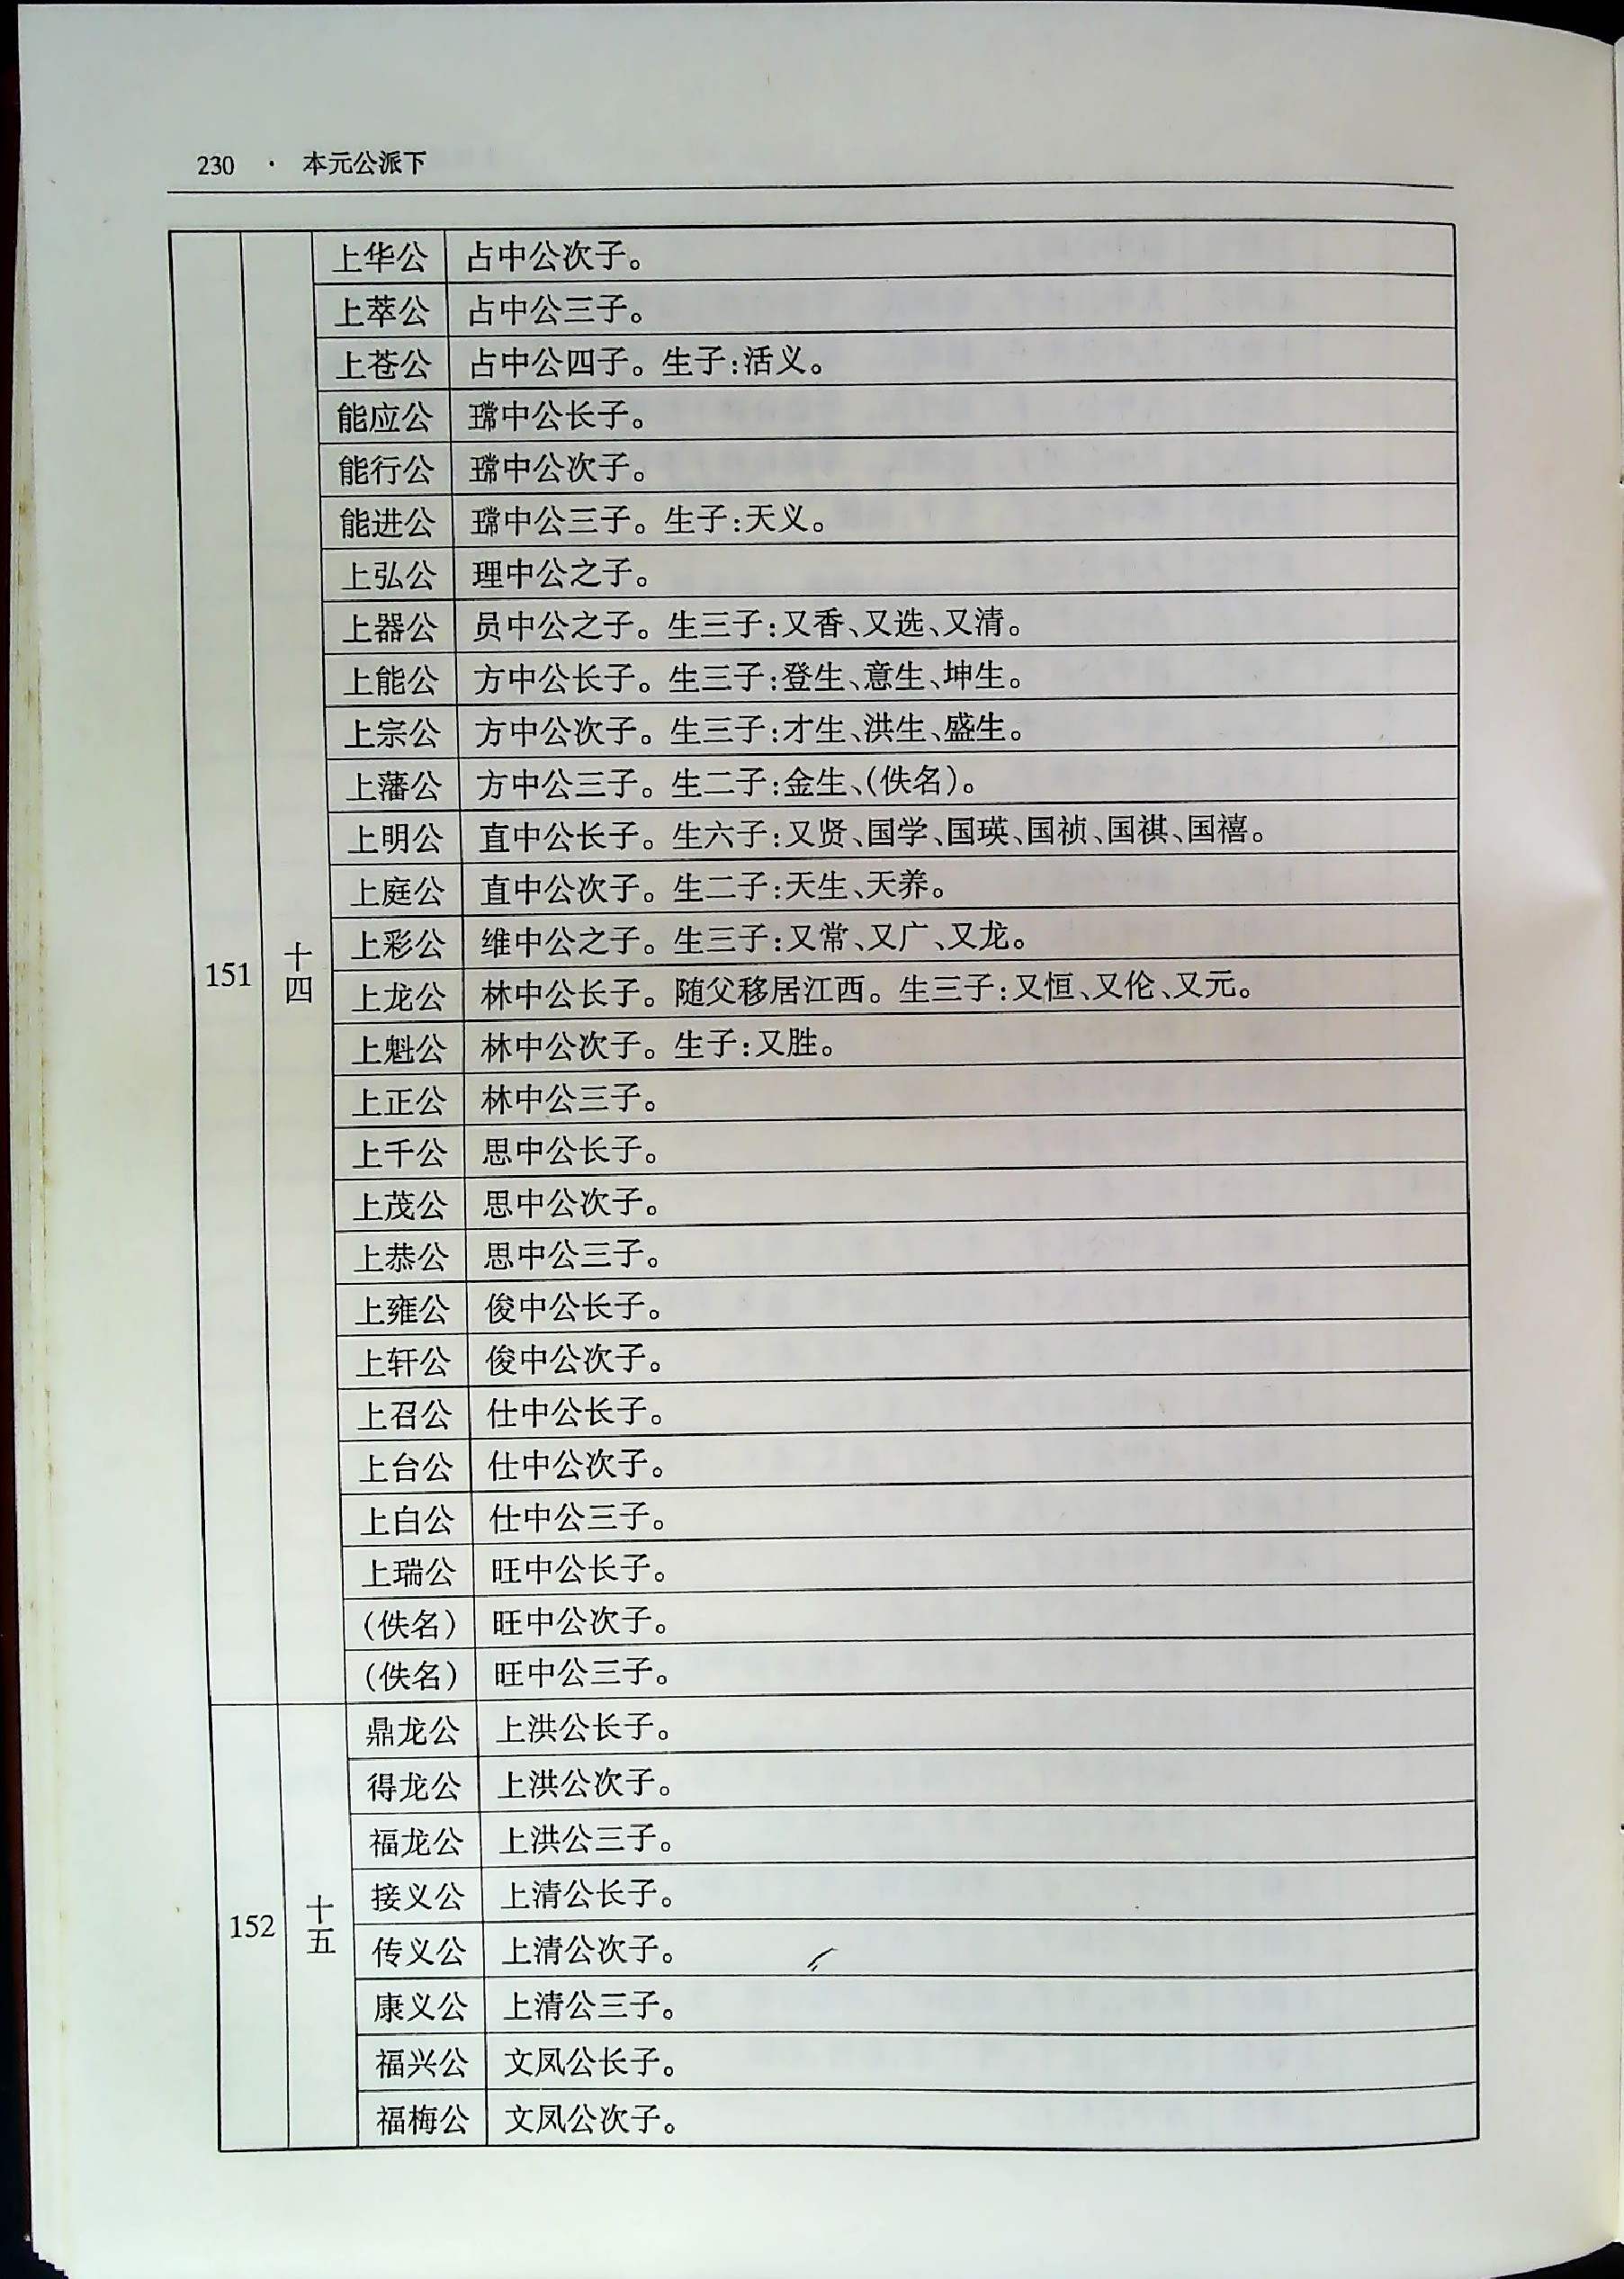 230 · 本元公派下
上华公 占中公次子。
上萃公 占中公三子。
上苍公 占中公四子。生子:活义。
能应公 瑺中公长子。
能行公 瑺中公次子。
能进公 瑺中公三子。生子:天义。
上弘公 理中公之子。
上器公 员中公之子。生三子:又香、又选、又清。
上能公 方中公长子。生三子:登生、意生、坤生。
上宗公 方中公次子。生三子:才生、洪生、盛生。
上藩公 方中公三子。生二子:金生、(佚名)。
上明公 直中公长子。生六子:又贤、国学、国瑛、国祯、国祺、国禧。
上庭公 直中公次子。生二子:天生、天养。
151 十四 上彩公 维中公之子。生三子:又常、又广、又龙。
上龙公 林中公长子。随父移居江西。生三子:又恒、又伦、又元。
上魁公 林中公次子。生子:又胜。
上正公 林中公三子。
上千公 思中公长子。
上茂公 思中公次子。
上恭公 思中公三子。
上雍公 俊中公长子。
上轩公 俊中公次子。
上召公 仕中公长子。
上台公 仕中公次子。
上白公 仕中公三子。
上瑞公 旺中公长子。
(佚名) 旺中公次子。
(佚名) 旺中公三子。
鼎龙公 上洪公长子。
得龙公 上洪公次子。
福龙公 上洪公三子。
接义公 上清公长子。
152 十五 传义公 上清公次子。
康义公 上清公三子。
福兴公 文凤公长子。
福梅公 文凤公次子。